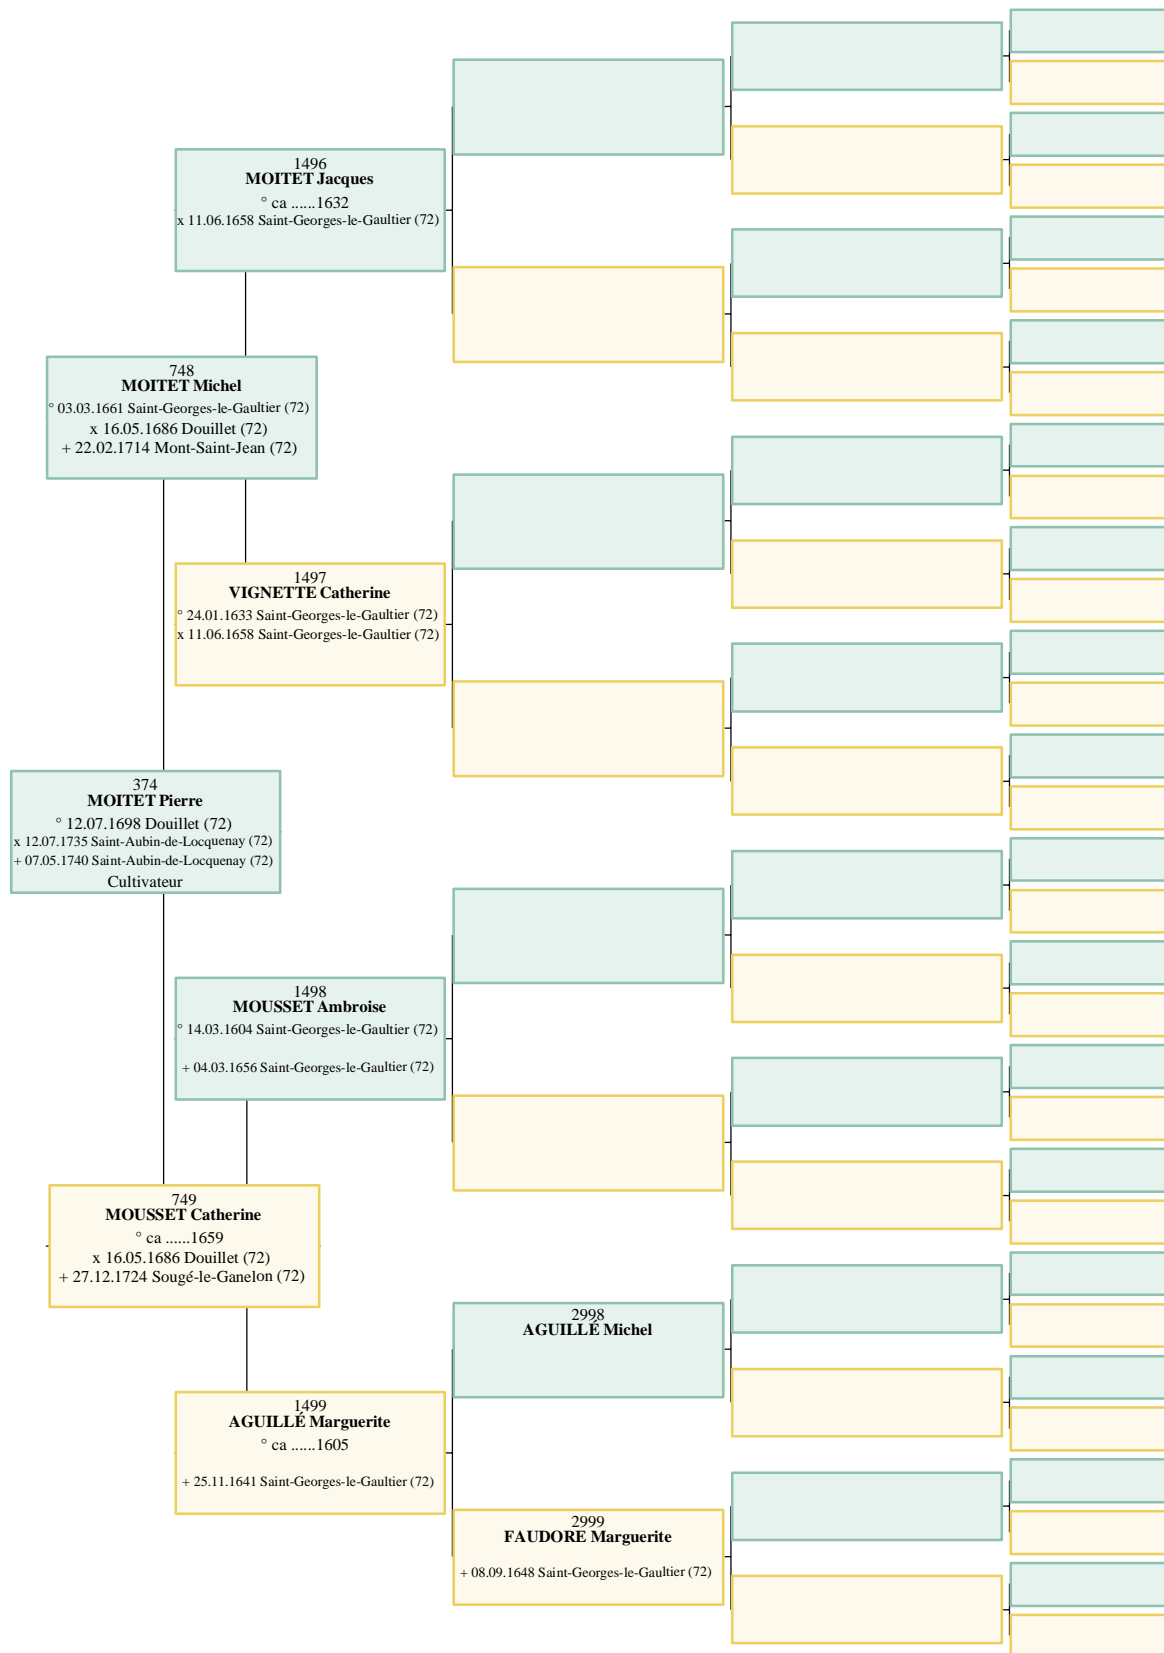 1496
MOITET Jacques
° ca ......1632
x 11.06.1658 Saint-Georges-le-Gaultier (72)
748
MOITET Michel
° 03.03.1661 Saint-Georges-le-Gaultier (72)
x 16.05.1686 Douillet (72)
+ 22.02.1714 Mont-Saint-Jean (72)
1497
VIGNETTE Catherine
° 24.01.1633 Saint-Georges-le-Gaultier (72)
x 11.06.1658 Saint-Georges-le-Gaultier (72)
374
MOITET Pierre
° 12.07.1698 Douillet (72)
x 12.07.1735 Saint-Aubin-de-Locquenay (72)
+ 07.05.1740 Saint-Aubin-de-Locquenay (72)
Cultivateur
1498
MOUSSET Ambroise
° 14.03.1604 Saint-Georges-le-Gaultier (72)
+ 04.03.1656 Saint-Georges-le-Gaultier (72)
749
MOUSSET Catherine
° ca ......1659
x 16.05.1686 Douillet (72)
+ 27.12.1724 Sougé-le-Ganelon (72)
2998
AGUILLÉ Michel
1499
AGUILLÉ Marguerite
° ca ......1605
+ 25.11.1641 Saint-Georges-le-Gaultier (72)
2999
FAUDORE Marguerite
+ 08.09.1648 Saint-Georges-le-Gaultier (72)